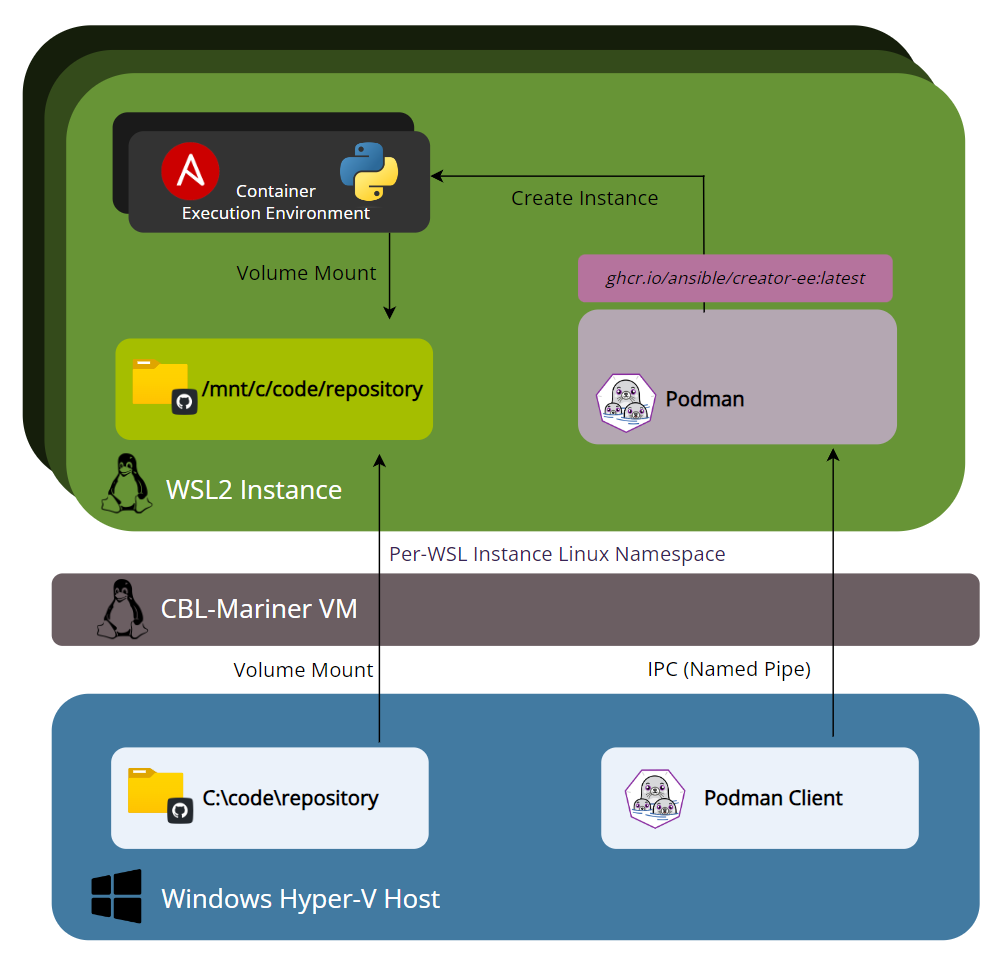 Container
Execution Environment
Create Instance
Volume Mount
ghcr.io/ansible/creator-ee:latest
/mnt/c/code/repository
Podman
WSL2 Instance
Per-WSL Instance Linux Namespace
CBL-Mariner VM
Volume Mount
IPC (Named Pipe)
C:\code\repository
Podman Client
Windows Hyper-V Host